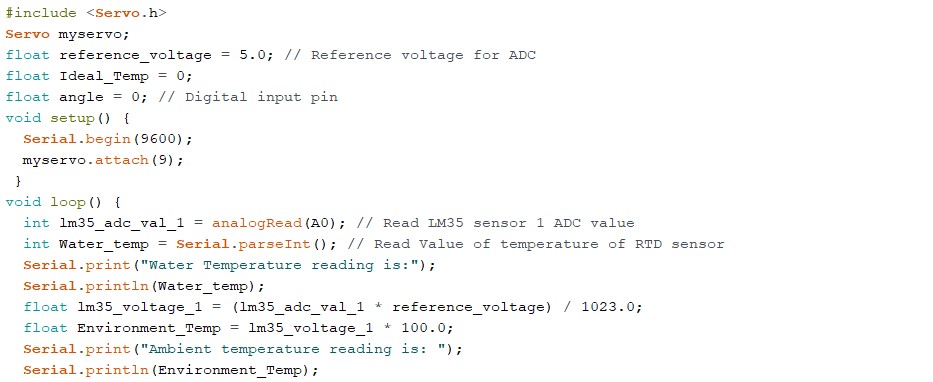 #include <Servo.h>
Servo myservo;
float reference_voltage = 5.0; // Reference voltage for ADC
float Ideal_Temp = 0;
float angle = 0; // Digital input pin
void setup() {
  Serial.begin(9600);
  myservo.attach(9);
 }
void loop() {
  int lm35_adc_val_1 = analogRead(A0); // Read LM35 sensor 1 ADC value
  int Water_temp = Serial.parseInt(); // Read Value of temperature of RTD sensor
  Serial.print("Water Temperature reading is:");
  Serial.println(Water_temp);
  float lm35_voltage_1 = (lm35_adc_val_1 * reference_voltage) / 1023.0;
  float Environment_Temp = lm35_voltage_1 * 100.0;
  Serial.print("Ambient temperature reading is: ");
  Serial.println(Environment_Temp);